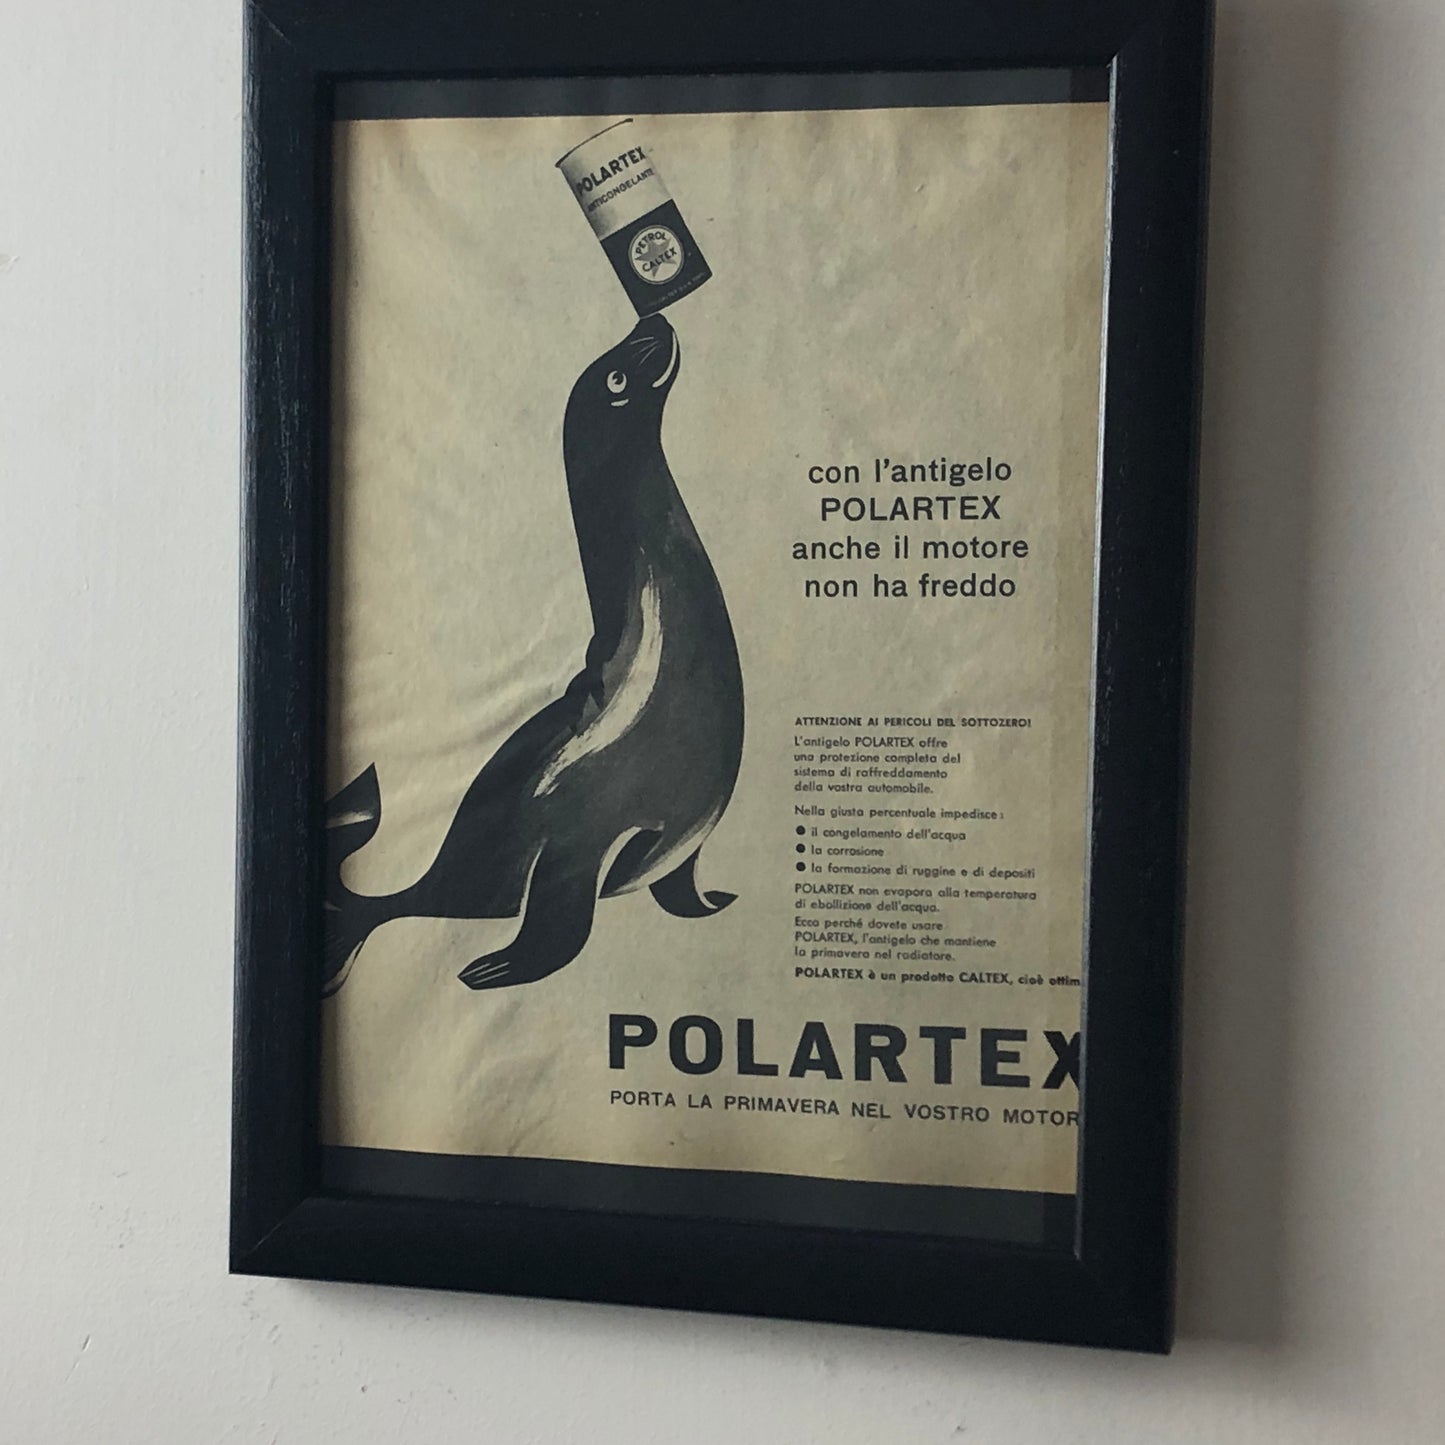 POLARTEX
ANTICONGELANTE
PETROL
CALTEX
con l'antigelo
POLARTEX
anche il motore
non ha freddo
ATTENZIONE AI PERICOLI DEL SOTTOZERO!
L'antigelo POLARTEX offre
una protezione completa del
sistema di raffreddamento
della vostra automobile.
Nella giusta percentuale impedisce:
● il congelamento dell'acqua
● la corrosione
● la formazione di ruggine e di depositi
POLARTEX non evapora alla temperatura
di ebollizione dell'acqua.
Ecco perché dovete usare
POLARTEX, l'antigelo che mantiene
la primavera nel radiatore.
POLARTEX è un prodotto CALTEX, cioè ottim
POLARTEX
PORTA LA PRIMAVERA NEL VOSTRO MOTOR